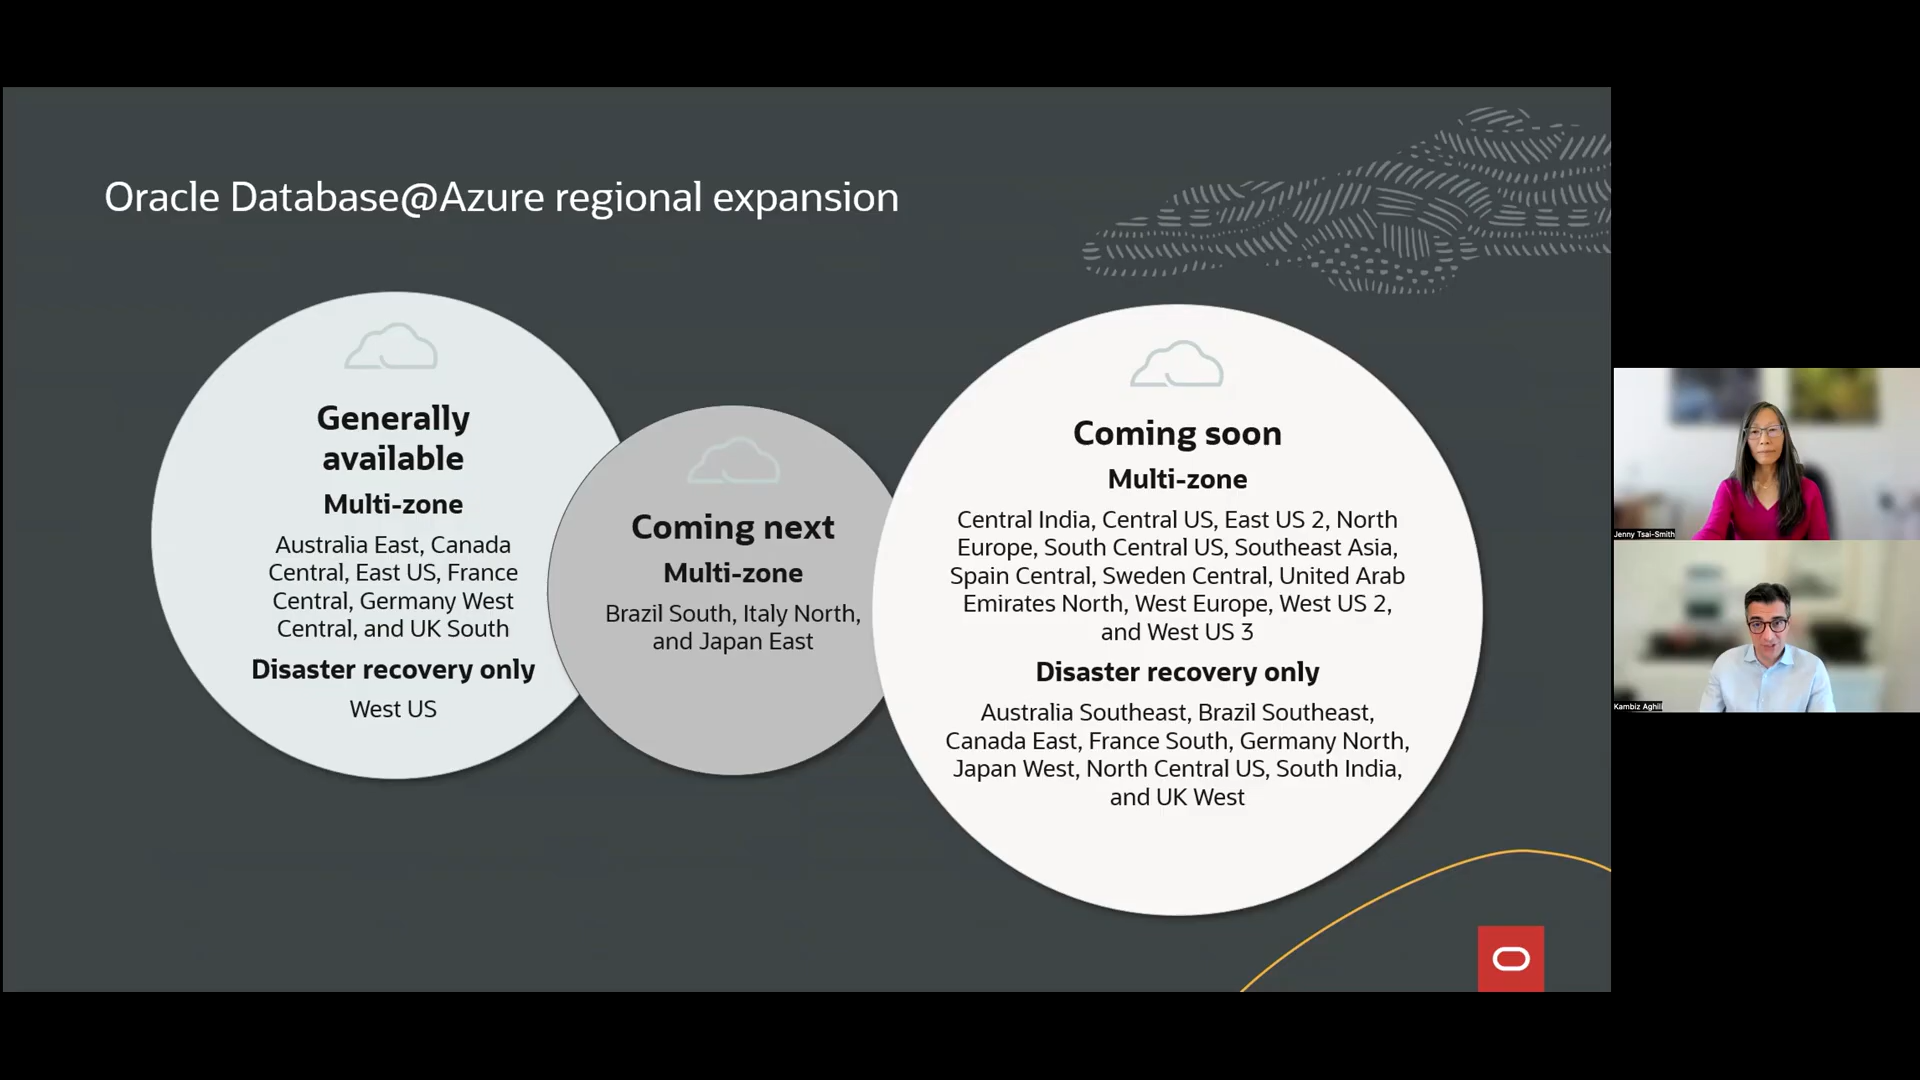 Oracle Database@Azure regional expansion
Generally
available
Multi-zone
Australia East, Canada
Central, East US, France
Central, Germany West
Central, and UK South
Disaster recovery only
West US
Coming next
Multi-zone
Brazil South, Italy North,
and Japan East
Coming soon
Multi-zone
Central India, Central US, East US 2, North
Europe, South Central US, Southeast Asia,
Spain Central, Sweden Central, United Arab
Emirates North, West Europe, West US 2,
and West US 3
Disaster recovery only
Australia Southeast, Brazil Southeast,
Canada East, France South, Germany North,
Japan West, North Central US, South India,
and UK West
Jenny Tsai-Smith
Kambiz Aghili